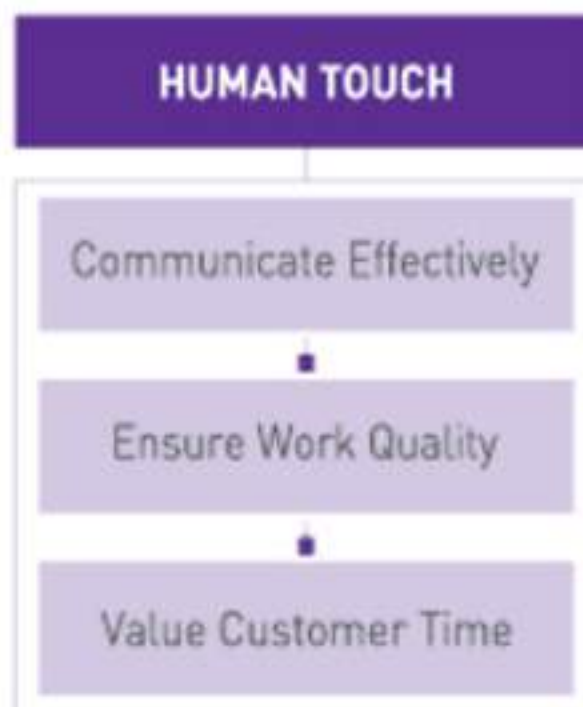 HUMAN TOUCH
Communicate Effectively
Ensure Work Quality
Value Customer Time